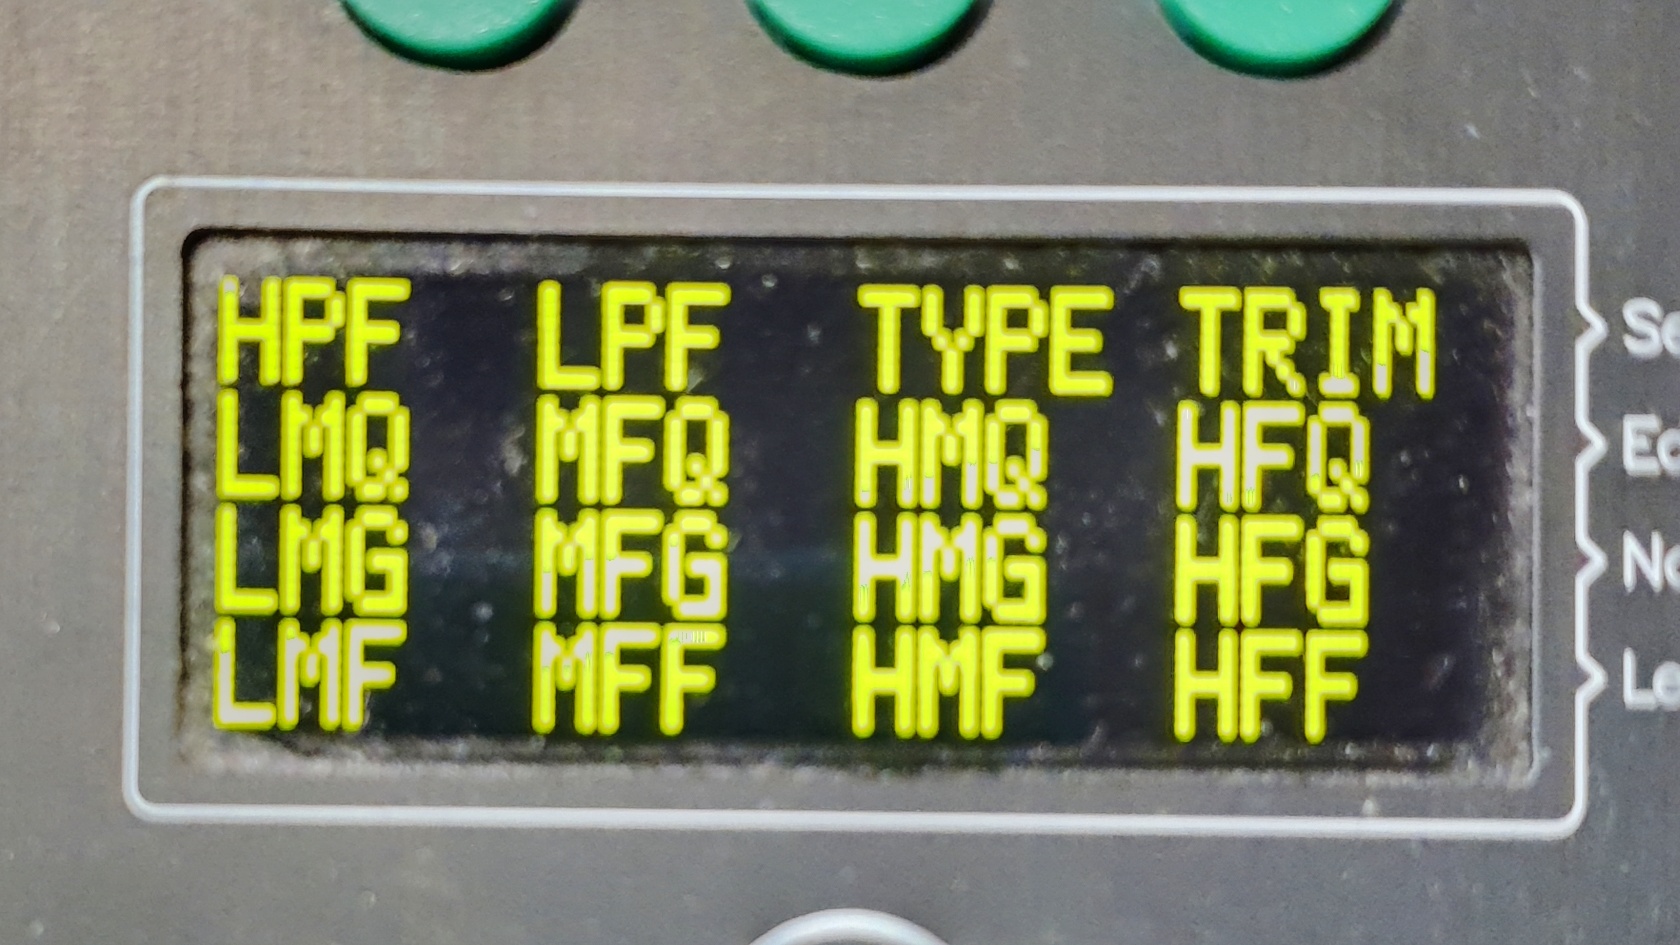 HPF LPF TYPE TRIM
LMQ MFQ HMQ HFQ
LMG MFG HMG HFG
LMF MFF HMF HFF